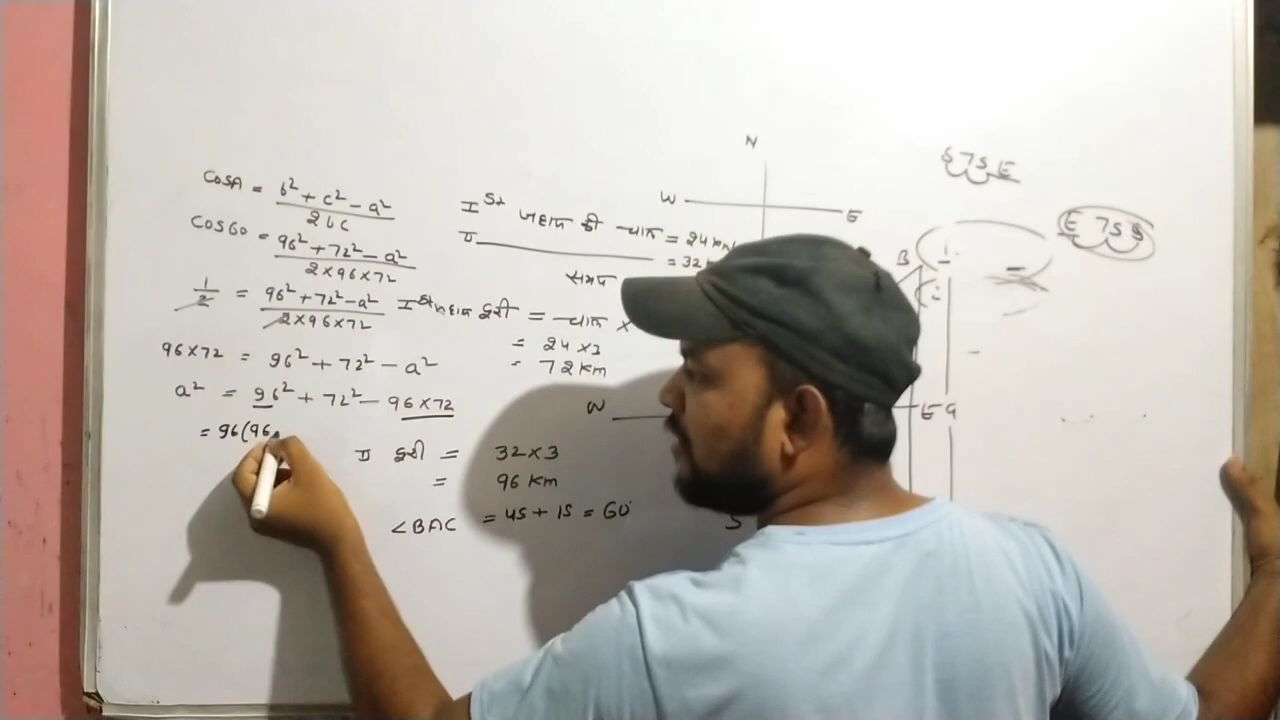 CosA = b² + c² - a² / 2bc
Cos60 = 96² + 72² - a² / 2×96×72
1/2 = 96² + 72² - a² / 2×96×72
96×72 = 96² + 72² - a²
a² = 96² + 72² - 96×72
= 96(96
I जहाज की चाल = 24
II = 32
समय
I जहाज दूरी = चाल ×
= 24 ×3
= 72 Km
II दूरी = 32×3
= 96 Km
∠BAC = 45 + 15 = 60°
N
W E
S 75 E
E 75 S
B
W E
S